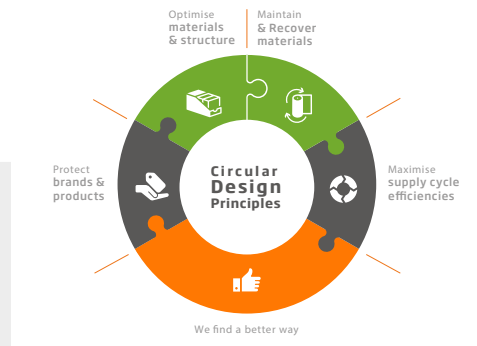 Optimise
materials
& structure
Maintain
& Recover
materials
Protect
brands &
products
Circular
Design
Principles
Maximise
supply cycle
efficiencies
We find a better way